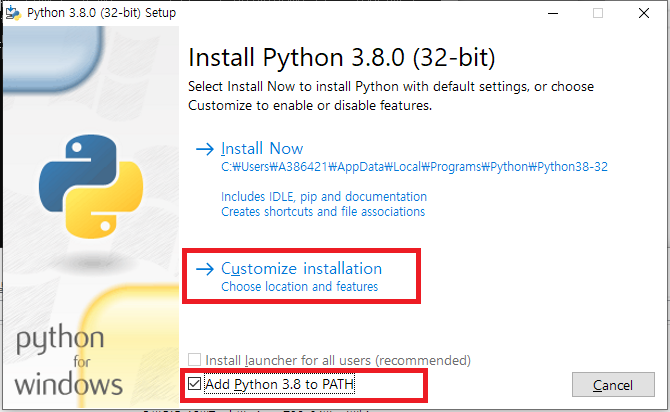 Python 3.8.0 (32-bit) Setup
Install Python 3.8.0 (32-bit)
Select Install Now to install Python with default settings, or choose
Customize to enable or disable features.
Install Now
C:₩Users₩A386421₩AppData₩Local₩Programs₩Python₩Python38-32
Includes IDLE, pip and documentation
Creates shortcuts and file associations
Customize installation
Choose location and features
python
for
windows
Install launcher for all users (recommended)
Add Python 3.8 to PATH
Cancel